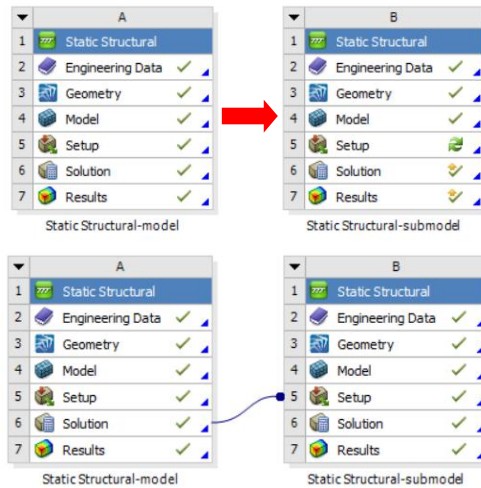 A
1 Static Structural
2 Engineering Data
3 Geometry
4 Model
5 Setup
6 Solution
7 Results
Static Structural-model
B
1 Static Structural
2 Engineering Data
3 Geometry
4 Model
5 Setup
6 Solution
7 Results
Static Structural-submodel
A
1 Static Structural
2 Engineering Data
3 Geometry
4 Model
5 Setup
6 Solution
7 Results
Static Structural-model
B
1 Static Structural
2 Engineering Data
3 Geometry
4 Model
5 Setup
6 Solution
7 Results
Static Structural-submodel